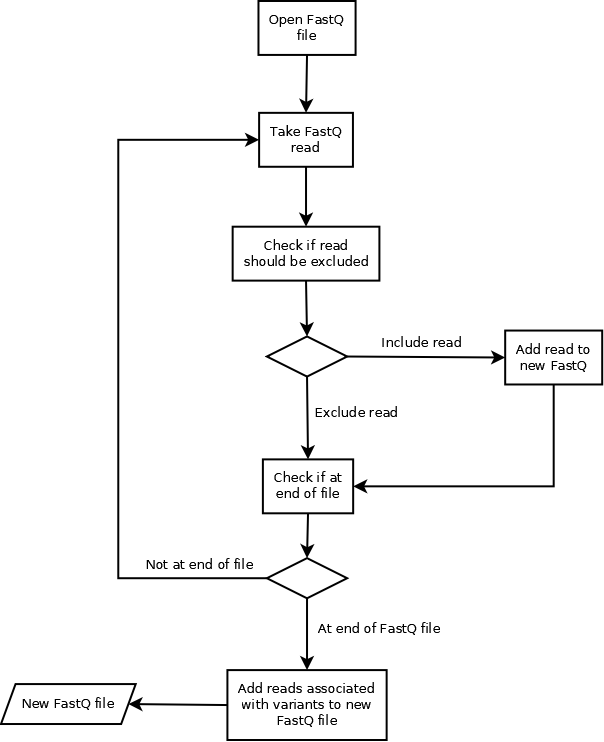 Open FastQ
file
Take FastQ
read
Check if read
should be excluded
Include read
Add read to
new FastQ
Exclude read
Check if at
end of file
Not at end of file
At end of FastQ file
Add reads associated
with variants to new
FastQ file
New FastQ file